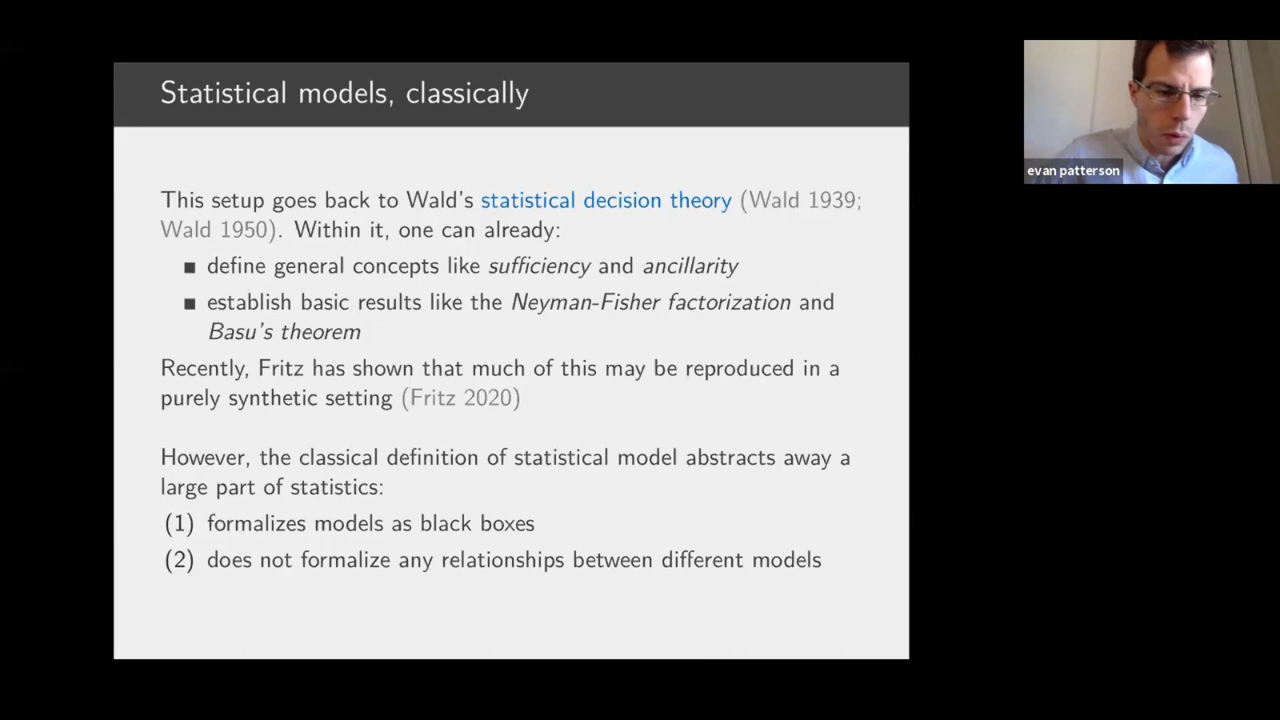 Statistical models, classically
This setup goes back to Wald's statistical decision theory (Wald 1939;
Wald 1950). Within it, one can already:
■ define general concepts like sufficiency and ancillarity
■ establish basic results like the Neyman-Fisher factorization and
Basu's theorem
Recently, Fritz has shown that much of this may be reproduced in a
purely synthetic setting (Fritz 2020)
However, the classical definition of statistical model abstracts away a
large part of statistics:
(1) formalizes models as black boxes
(2) does not formalize any relationships between different models
evan patterson